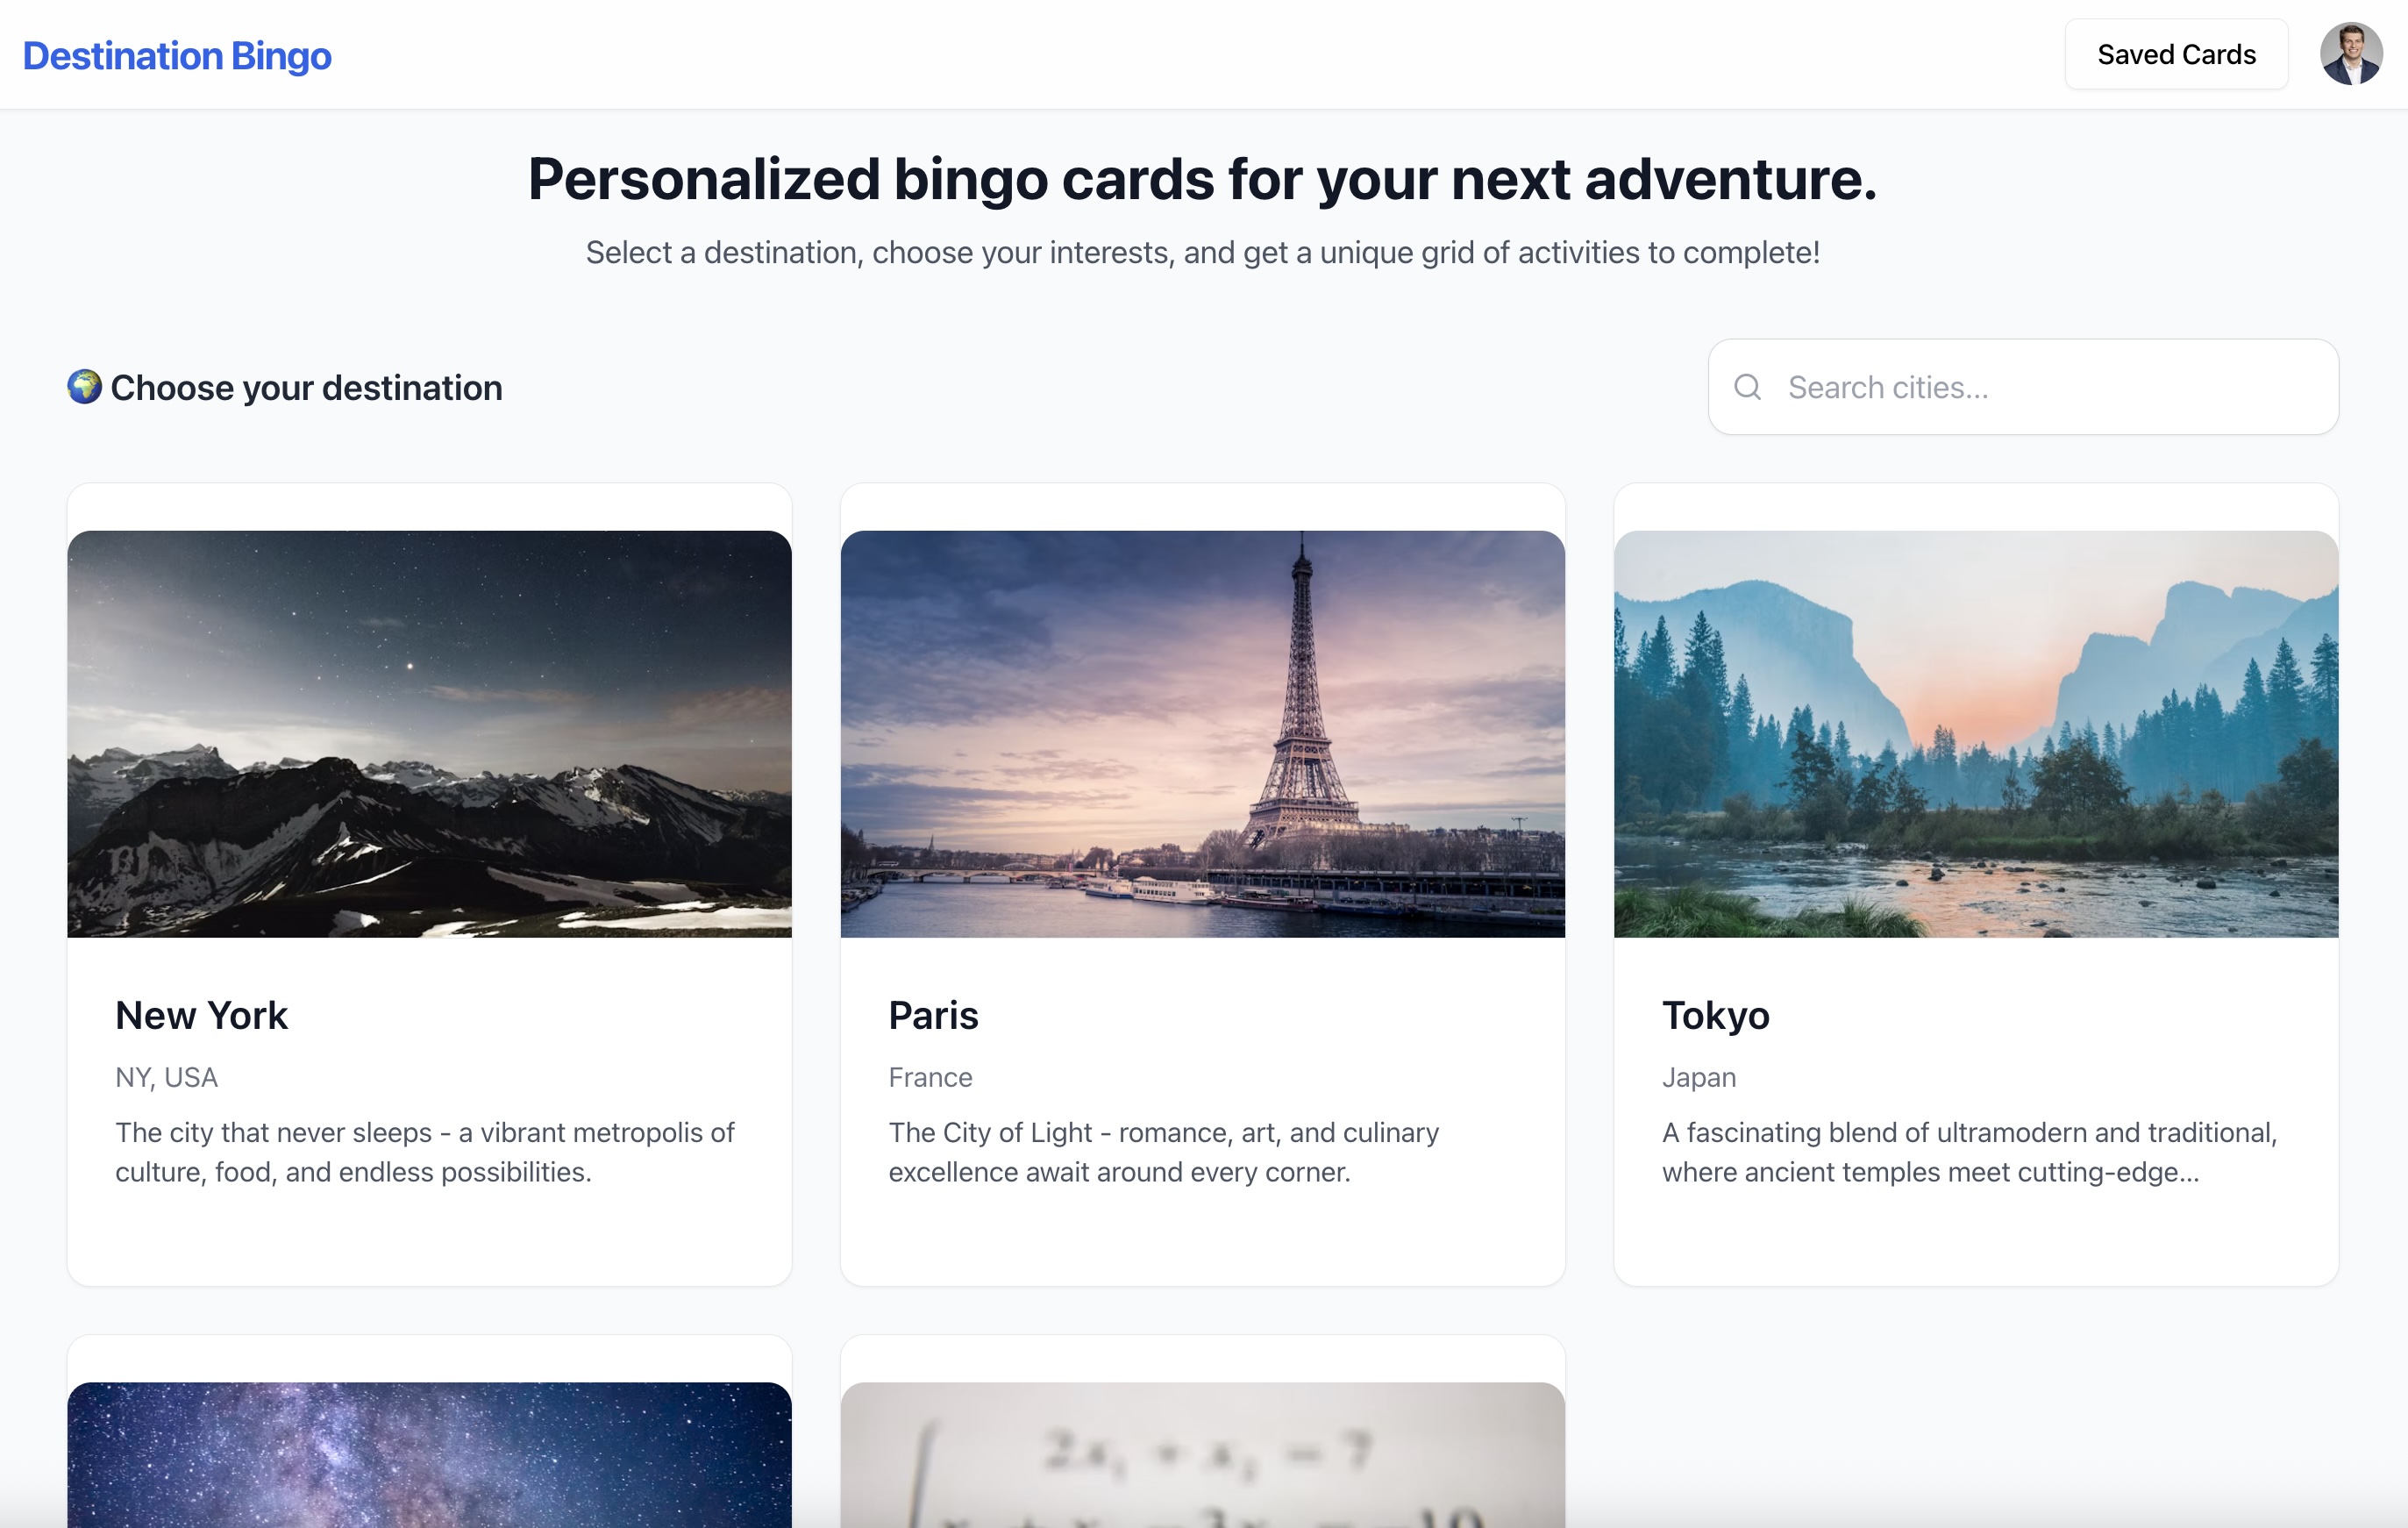 Destination Bingo
Saved Cards
Personalized bingo cards for your next adventure.
Select a destination, choose your interests, and get a unique grid of activities to complete!
🌍 Choose your destination
Search cities...
New York
NY, USA
The city that never sleeps - a vibrant metropolis of
culture, food, and endless possibilities.
Paris
France
The City of Light - romance, art, and culinary
excellence await around every corner.
Tokyo
Japan
A fascinating blend of ultramodern and traditional,
where ancient temples meet cutting-edge...
2x₁ + x₂ = 7